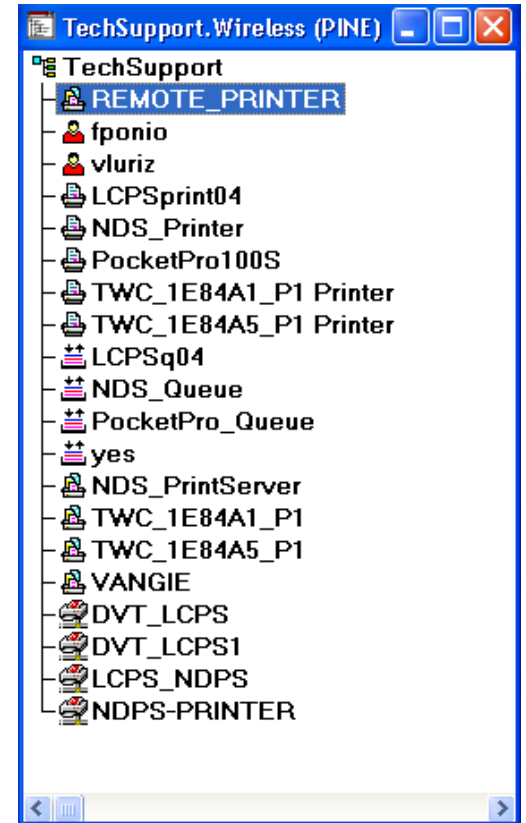 TechSupport.Wireless (PINE)
TechSupport
REMOTE_PRINTER
fponio
vluriz
LCPSprint04
NDS_Printer
PocketPro100S
TWC_1E84A1_P1 Printer
TWC_1E84A5_P1 Printer
LCPSq04
NDS_Queue
PocketPro_Queue
yes
NDS_PrintServer
TWC_1E84A1_P1
TWC_1E84A5_P1
VANGIE
DVT_LCPS
DVT_LCPS1
LCPS_NDPS
NDPS-PRINTER